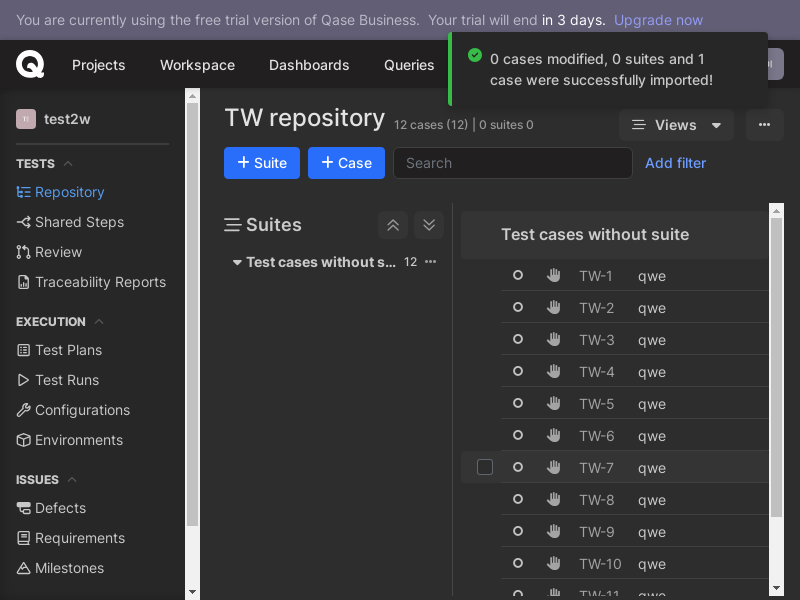 You are currently using the free trial version of Qase Business. Your trial will end in 3 days. Upgrade now
Projects
Workspace
Dashboards
Queries
0 cases modified, 0 suites and 1
case were successfully imported!
test2w
TESTS
Repository
Shared Steps
Review
Traceability Reports
EXECUTION
Test Plans
Test Runs
Configurations
Environments
ISSUES
Defects
Requirements
Milestones
TW repository
12 cases (12) | 0 suites 0
Views
+ Suite
+ Case
Search
Add filter
Suites
Test cases without s... 12
Test cases without suite
TW-1 qwe
TW-2 qwe
TW-3 qwe
TW-4 qwe
TW-5 qwe
TW-6 qwe
TW-7 qwe
TW-8 qwe
TW-9 qwe
TW-10 qwe
TW-11 qwe